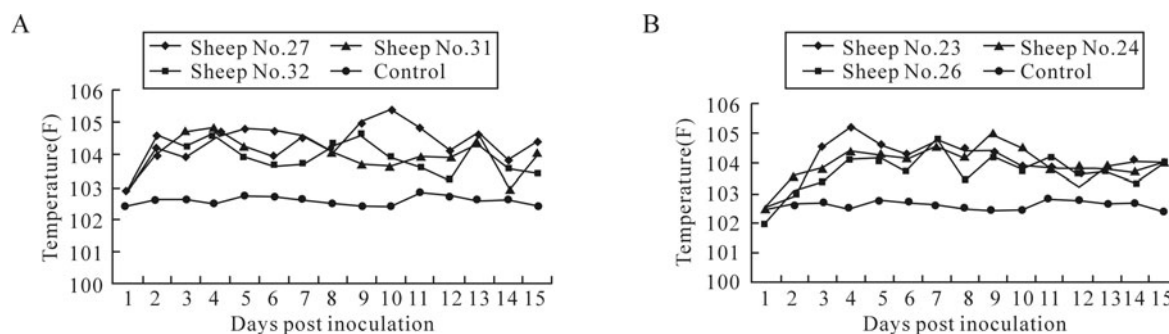 A
Sheep No.27 Sheep No.31
Sheep No.32 Control
Temperature(F)
106
105
104
103
102
101
100
1 2 3 4 5 6 7 8 9 10 11 12 13 14 15
Days post inoculation
B
Sheep No.23 Sheep No.24
Sheep No.26 Control
Temperature(F)
106
105
104
103
102
101
100
1 2 3 4 5 6 7 8 9 10 11 12 13 14 15
Days post inoculation